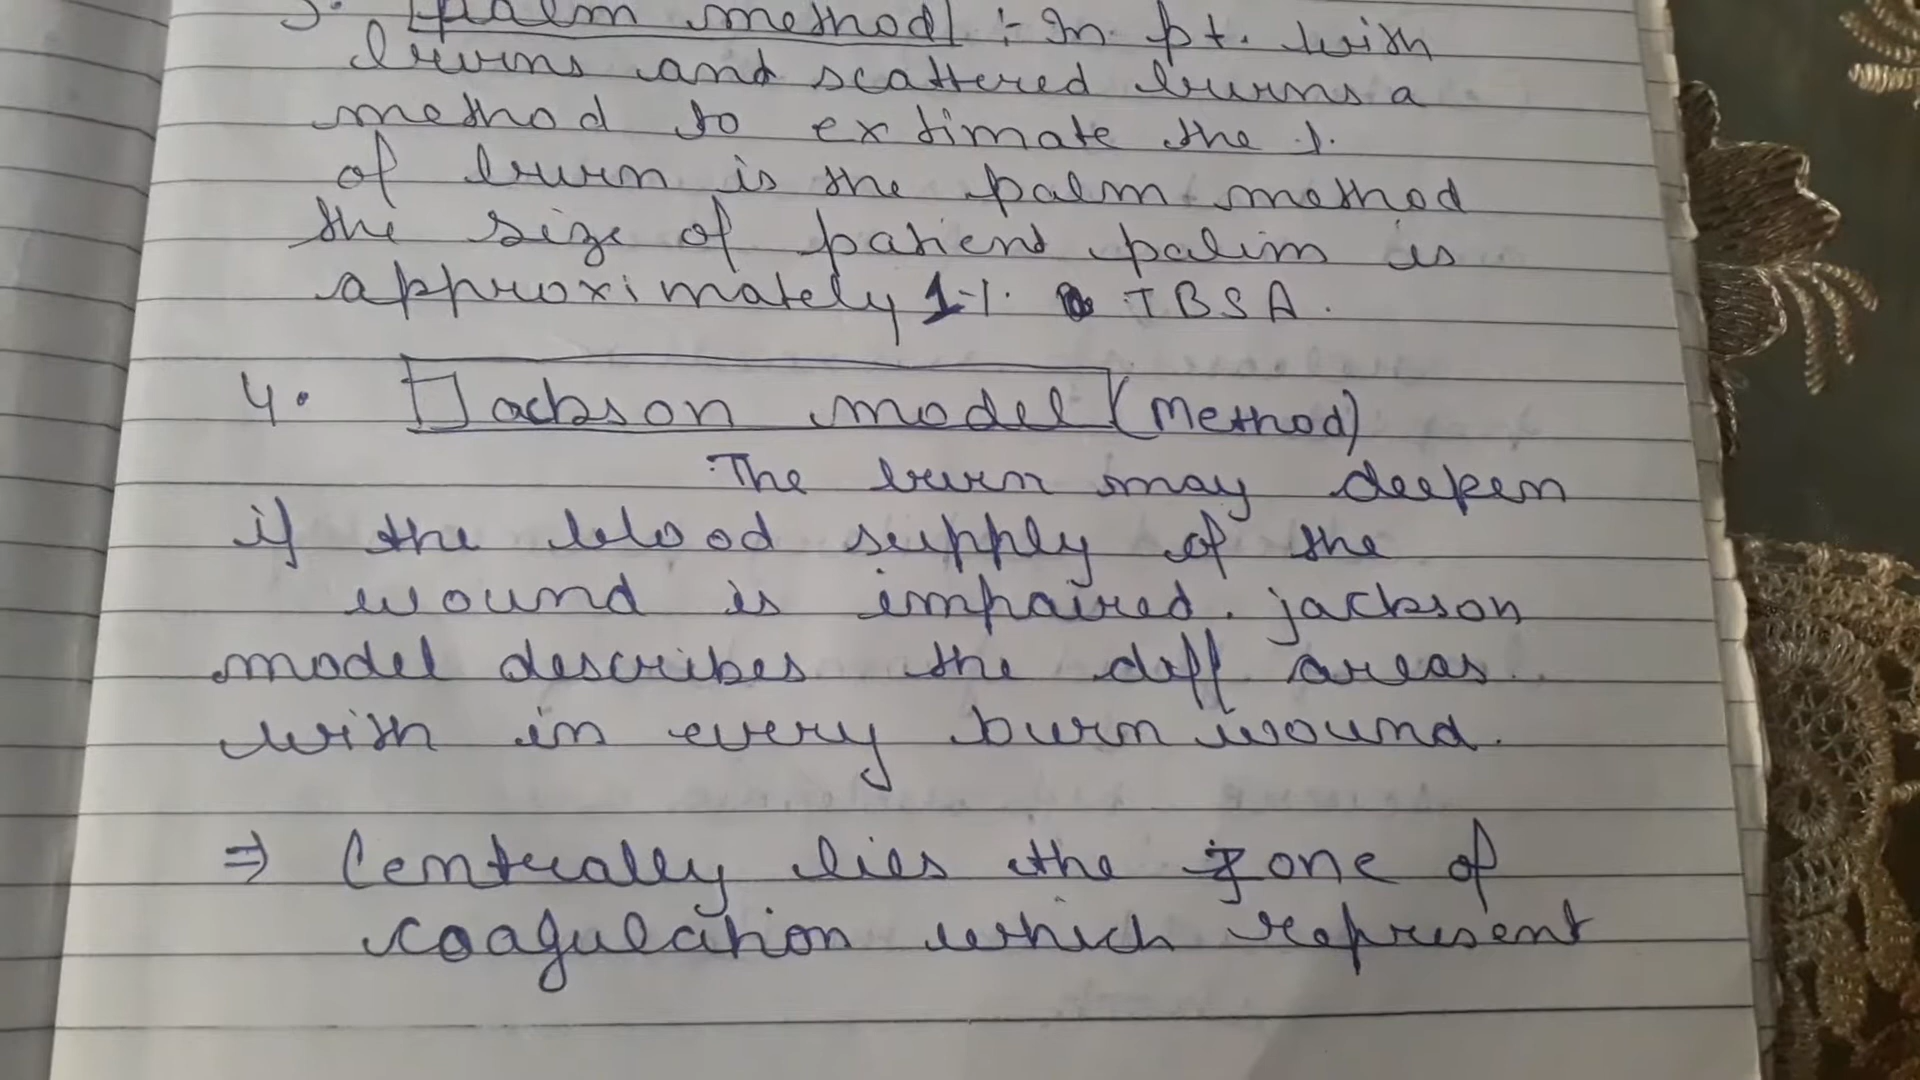 3. palm method :- In pt. with
burns and scattered burns a
method to extimate the %.
of burn is the palm method
the size of patient palim is
approximately 1%. TBSA.
4. Jackson model (Method)
The burn may deepen
if the blood supply of the
wound is impaired. jackson
model describes the diff areas.
with in every burn wound.
⇒ Centrally lies the zone of
coagulation which represent